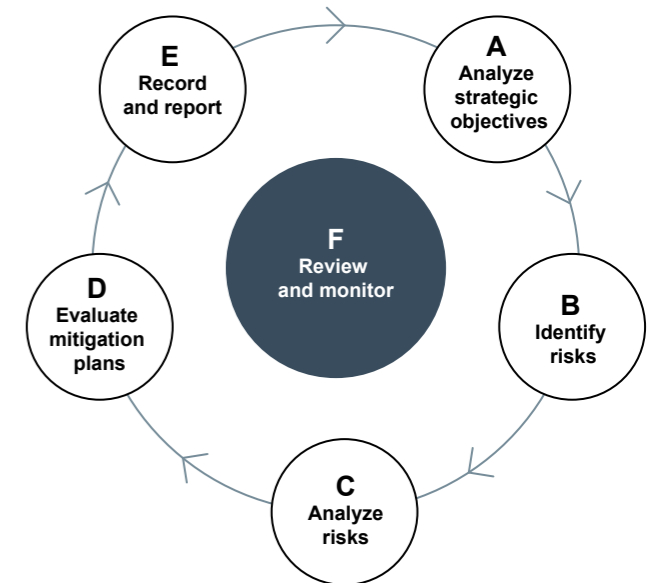 A
Analyze
strategic
objectives
B
Identify
risks
C
Analyze
risks
D
Evaluate
mitigation
plans
E
Record
and report
F
Review
and monitor